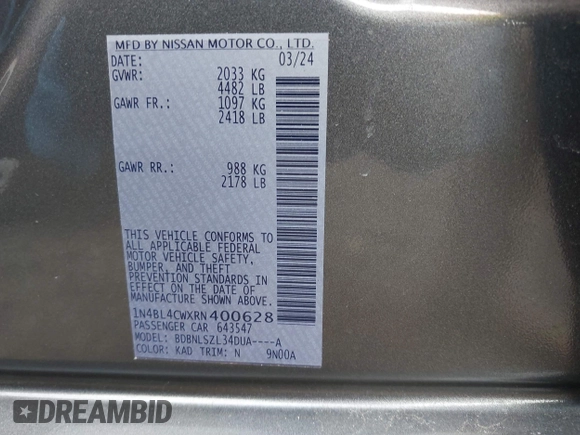 MFD BY NISSAN MOTOR CO., LTD.
DATE: 03/24
GVWR: 2033 KG
4482 LB
GAWR FR.: 1097 KG
2418 LB
GAWR RR.: 988 KG
2178 LB
THIS VEHICLE CONFORMS TO
ALL APPLICABLE FEDERAL
MOTOR VEHICLE SAFETY,
BUMPER, AND THEFT
PREVENTION STANDARDS IN
EFFECT ON THE DATE OF
MANUFACTURE SHOWN ABOVE.
1N4BL4CWXRN400628
PASSENGER CAR 643547
MODEL: BDBNLSZL34DUA----A
COLOR: KAD TRIM: N 9N00A
DREAMBID